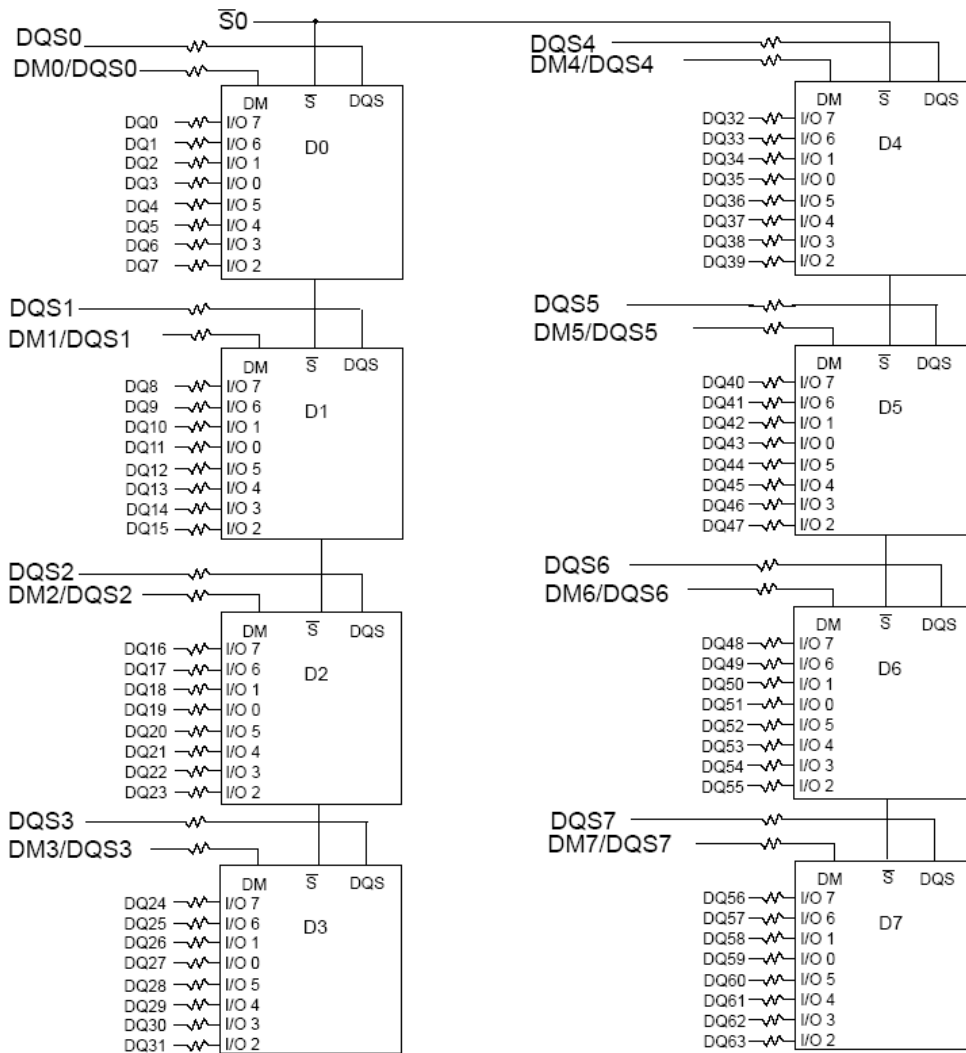 S̅0
DQS0
DM0/DQS0
DM S̅ DQS
D0
DQ0 I/O 7
DQ1 I/O 6
DQ2 I/O 1
DQ3 I/O 0
DQ4 I/O 5
DQ5 I/O 4
DQ6 I/O 3
DQ7 I/O 2
DQS1
DM1/DQS1
DM S̅ DQS
D1
DQ8 I/O 7
DQ9 I/O 6
DQ10 I/O 1
DQ11 I/O 0
DQ12 I/O 5
DQ13 I/O 4
DQ14 I/O 3
DQ15 I/O 2
DQS2
DM2/DQS2
DM S̅ DQS
D2
DQ16 I/O 7
DQ17 I/O 6
DQ18 I/O 1
DQ19 I/O 0
DQ20 I/O 5
DQ21 I/O 4
DQ22 I/O 3
DQ23 I/O 2
DQS3
DM3/DQS3
DM S̅ DQS
D3
DQ24 I/O 7
DQ25 I/O 6
DQ26 I/O 1
DQ27 I/O 0
DQ28 I/O 5
DQ29 I/O 4
DQ30 I/O 3
DQ31 I/O 2
DQS4
DM4/DQS4
DM S̅ DQS
D4
DQ32 I/O 7
DQ33 I/O 6
DQ34 I/O 1
DQ35 I/O 0
DQ36 I/O 5
DQ37 I/O 4
DQ38 I/O 3
DQ39 I/O 2
DQS5
DM5/DQS5
DM S̅ DQS
D5
DQ40 I/O 7
DQ41 I/O 6
DQ42 I/O 1
DQ43 I/O 0
DQ44 I/O 5
DQ45 I/O 4
DQ46 I/O 3
DQ47 I/O 2
DQS6
DM6/DQS6
DM S̅ DQS
D6
DQ48 I/O 7
DQ49 I/O 6
DQ50 I/O 1
DQ51 I/O 0
DQ52 I/O 5
DQ53 I/O 4
DQ54 I/O 3
DQ55 I/O 2
DQS7
DM7/DQS7
DM S̅ DQS
D7
DQ56 I/O 7
DQ57 I/O 6
DQ58 I/O 1
DQ59 I/O 0
DQ60 I/O 5
DQ61 I/O 4
DQ62 I/O 3
DQ63 I/O 2